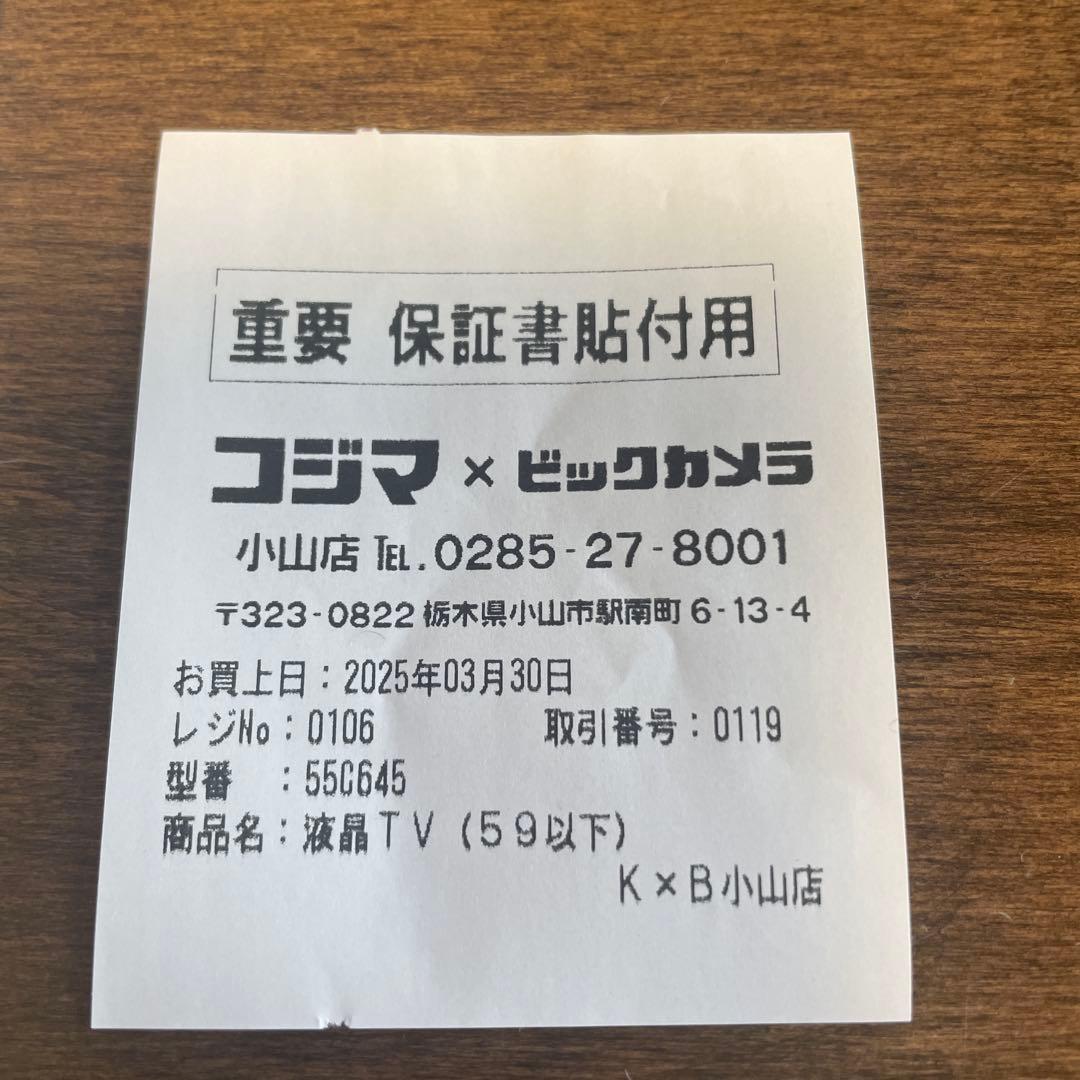 重要 保証書貼付用
コジマ×ビックカメラ
小山店 TEL.0285-27-8001
〒323-0822 栃木県小山市駅南町6-13-4
お買上日：2025年03月30日
レジNo：0106 取引番号：0119
型番 ：55C645
商品名：液晶ＴＶ（５９以下）
Ｋ×Ｂ小山店